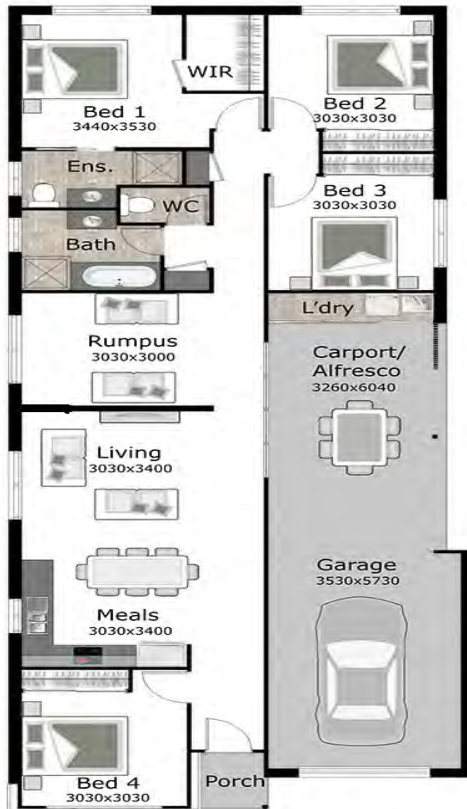 WIR
Bed 1
3440x3530
Bed 2
3030x3030
Ens.
WC
Bed 3
3030x3030
Bath
L'dry
Rumpus
3030x3000
Carport/
Alfresco
3260x6040
Living
3030x3400
Garage
3530x5730
Meals
3030x3400
Bed 4
3030x3030
Porch